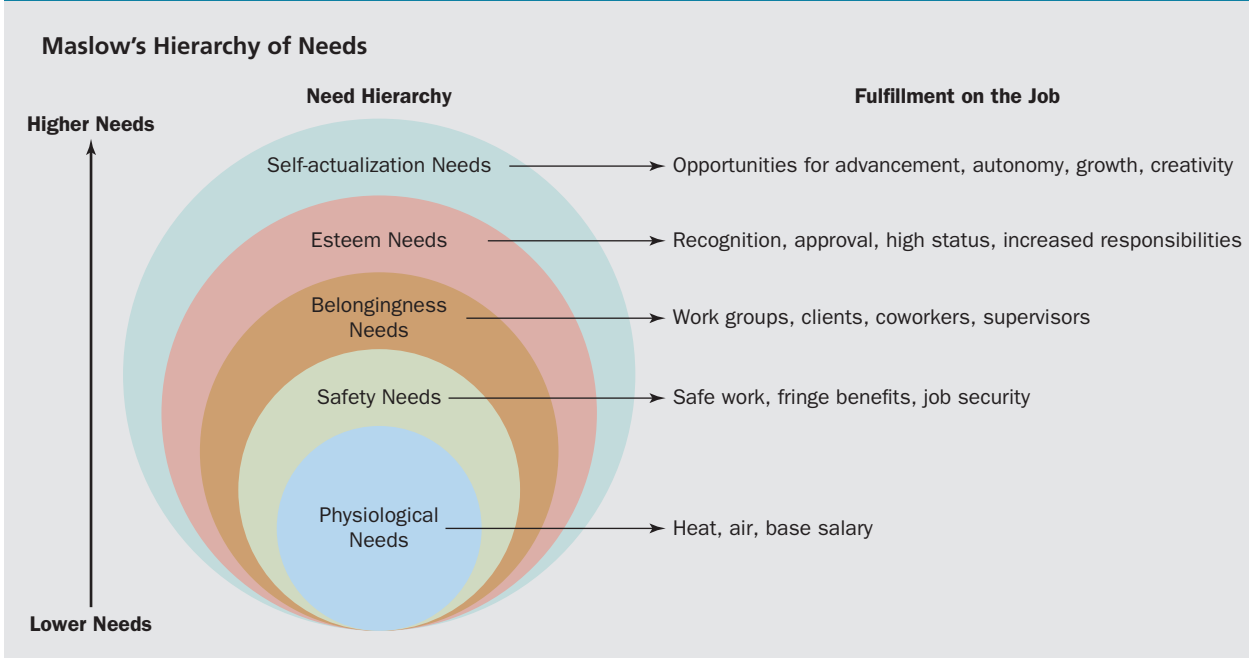 Maslow's Hierarchy of Needs
Need Hierarchy
Fulfillment on the Job
Higher Needs
Self-actualization Needs
Opportunities for advancement, autonomy, growth, creativity
Esteem Needs
Recognition, approval, high status, increased responsibilities
Belongingness
Needs
Work groups, clients, coworkers, supervisors
Safety Needs
Safe work, fringe benefits, job security
Physiological
Needs
Heat, air, base salary
Lower Needs